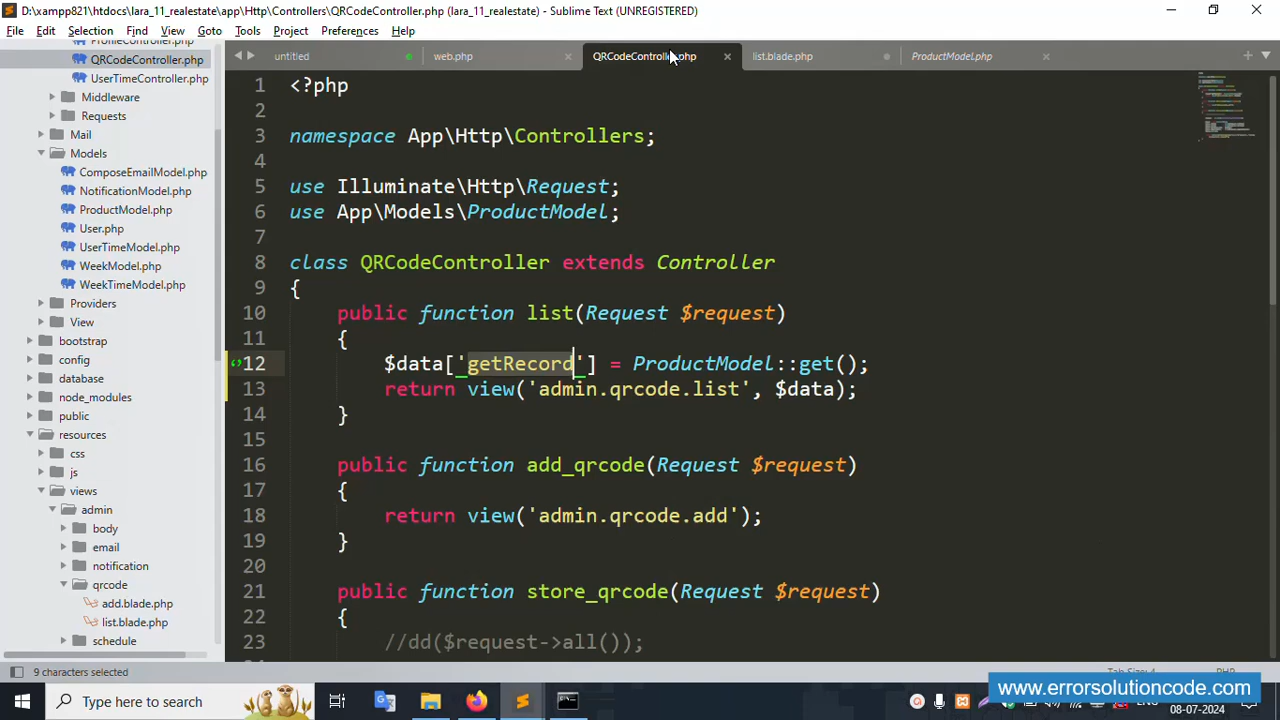 D:\xampp821\htdocs\lara_11_realestate\app\Http\Controllers\QRCodeController.php (lara_11_realestate) - Sublime Text (UNREGISTERED)
File Edit Selection Find View Goto Tools Project Preferences Help
QRCodeController.php
UserTimeController.php
Middleware
Requests
Mail
Models
ComposeEmailModel.php
NotificationModel.php
ProductModel.php
User.php
UserTimeModel.php
WeekModel.php
WeekTimeModel.php
Providers
View
bootstrap
config
database
node_modules
public
resources
css
js
views
admin
body
email
notification
qrcode
add.blade.php
list.blade.php
schedule
untitled web.php QRCodeController.php list.blade.php ProductModel.php
1 <?php
2
3 namespace App\Http\Controllers;
4
5 use Illuminate\Http\Request;
6 use App\Models\ProductModel;
7
8 class QRCodeController extends Controller
9 {
10 public function list(Request $request)
11 {
12 $data['getRecord'] = ProductModel::get();
13 return view('admin.qrcode.list', $data);
14 }
15
16 public function add_qrcode(Request $request)
17 {
18 return view('admin.qrcode.add');
19 }
20
21 public function store_qrcode(Request $request)
22 {
23 //dd($request->all());
9 characters selected
Type here to search
www.errorsolutioncode.com
08-07-2024